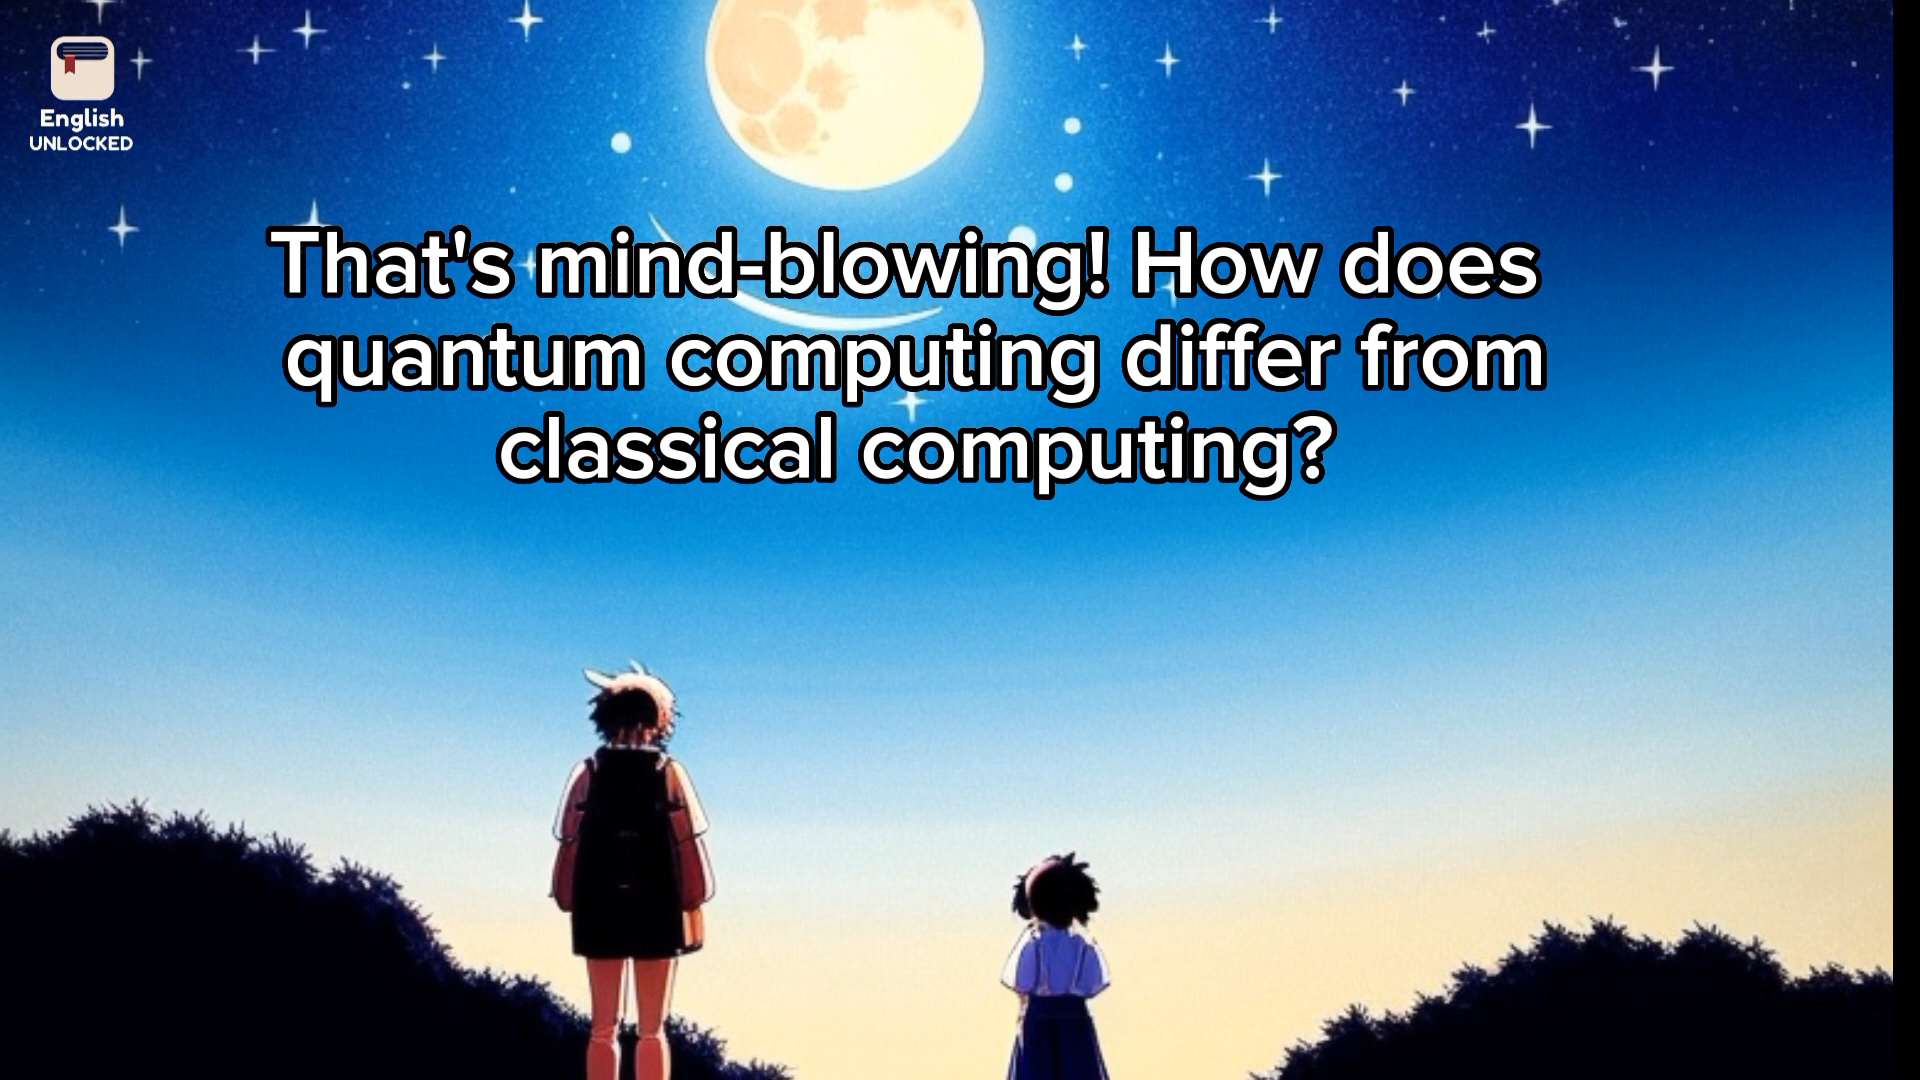 English
UNLOCKED
That's mind-blowing! How does
quantum computing differ from
classical computing?